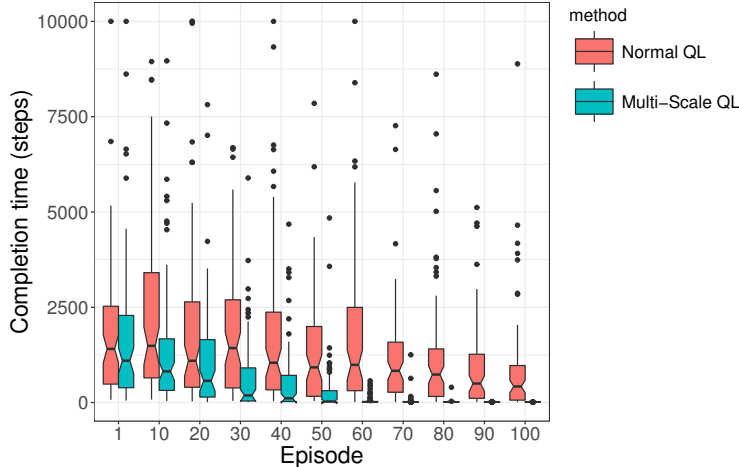 10000
7500
5000
2500
0
Completion time (steps)
1 10 20 30 40 50 60 70 80 90 100
Episode
method
Normal QL
Multi−Scale QL